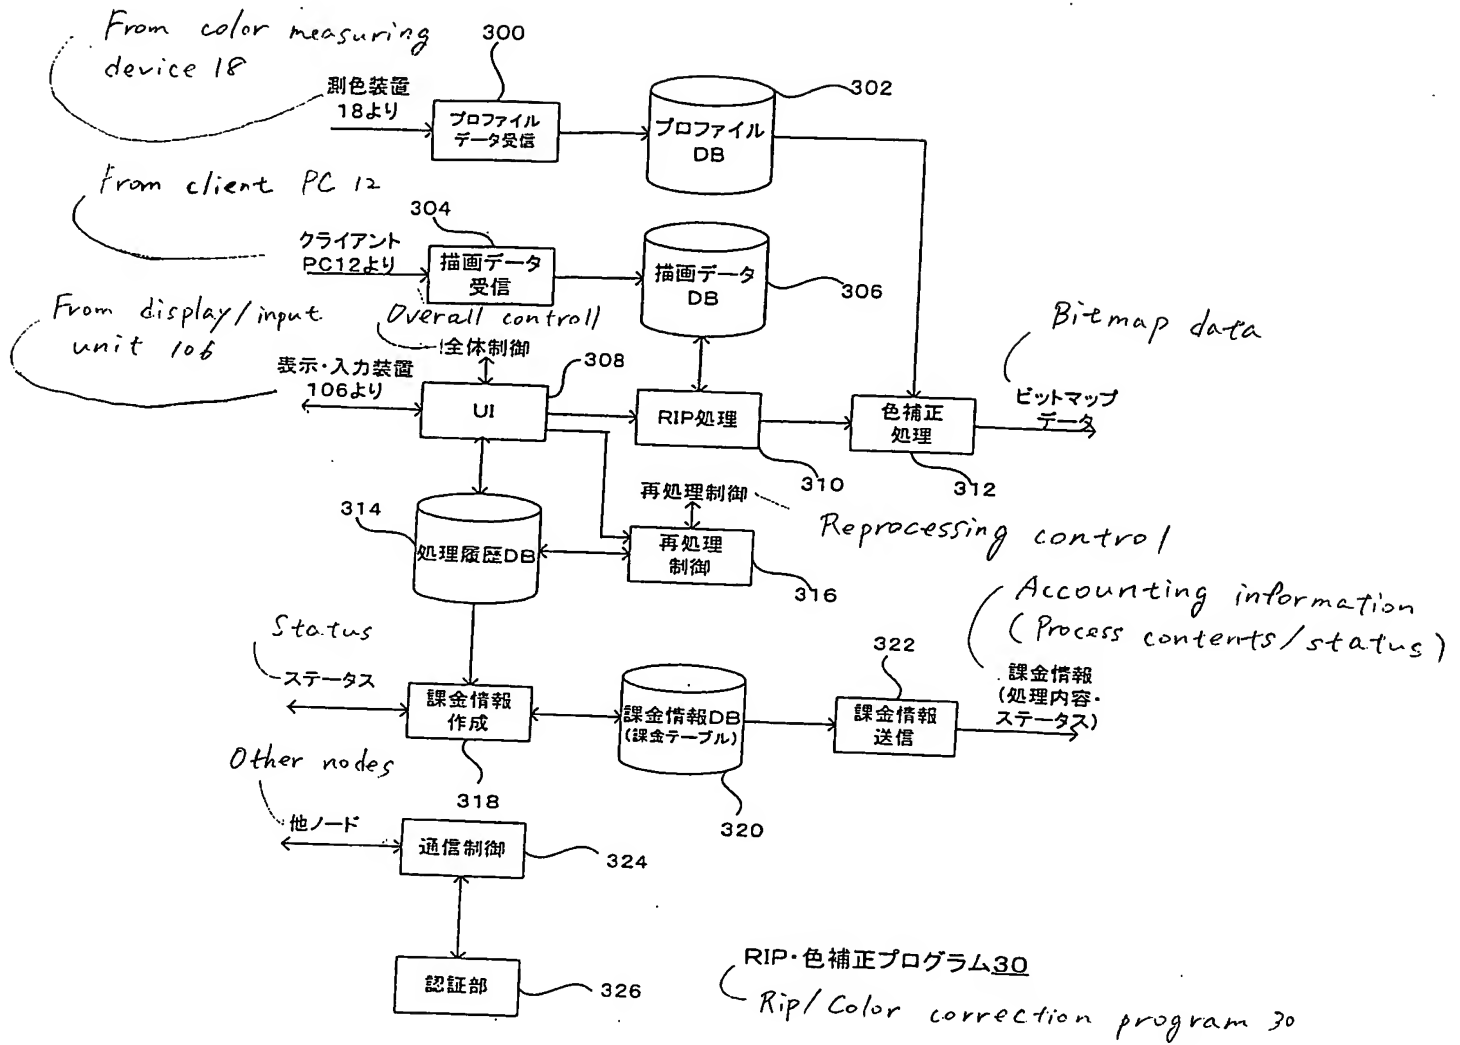 From color measuring
device 18
300
測色装置
18より
プロファイル
データ受信
302
プロファイル
DB
From client PC 12
304
クライアント
PC12より
描画データ
受信
描画データ
DB
306
From display/input
unit 106
Overall controll
全体制御
表示・入力装置
106より
308
UI
RIP処理
310
色補正
処理
312
Bitmap data
ビットマップ
データ
314
処理履歴DB
再処理制御
Reprocessing control
再処理
制御
316
Status
ステータス
課金情報
作成
318
課金情報DB
(課金テーブル)
320
322
課金情報
送信
Accounting information
(Process contents/status)
課金情報
(処理内容・
ステータス)
Other nodes
他ノード
通信制御
324
認証部
326
RIP・色補正プログラム30
Rip/Color correction program 30